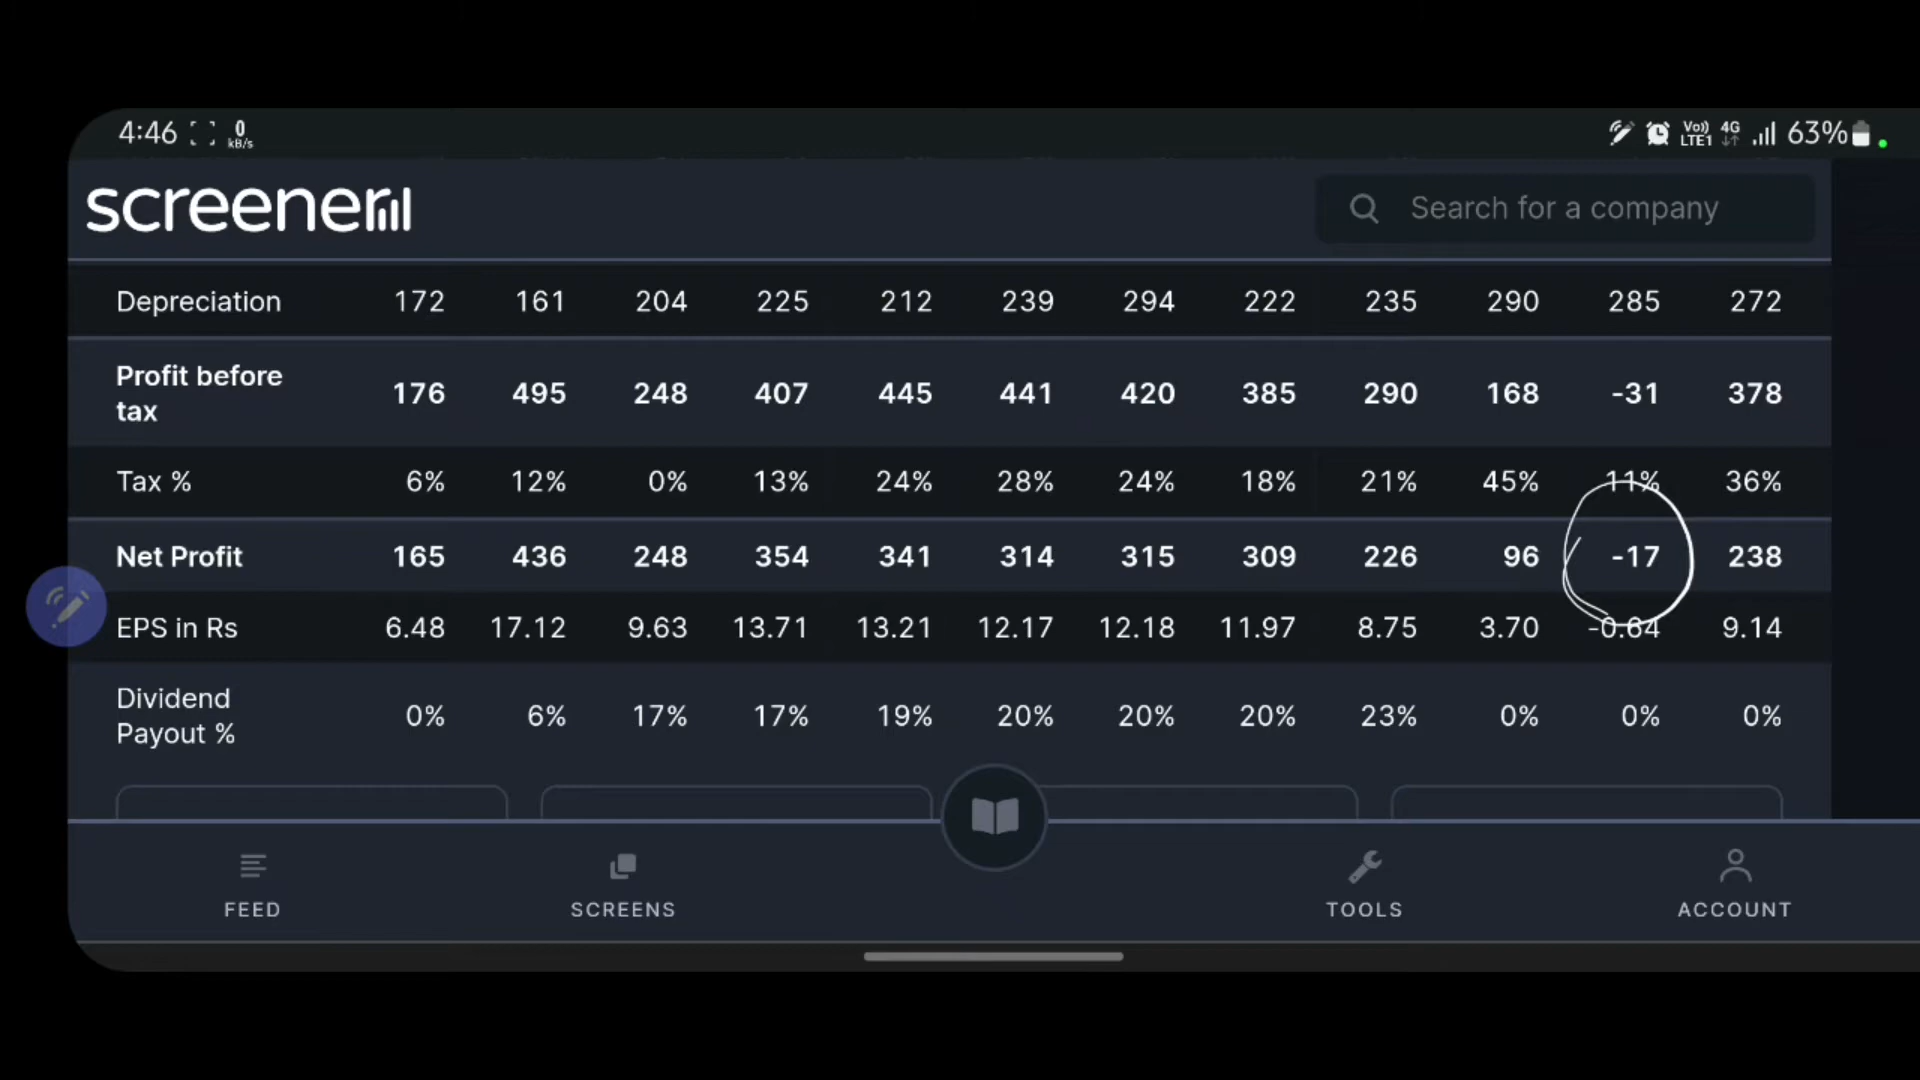 4:46 0 kB/s Vo)) LTE1 4G 63%
screener
Search for a company
Depreciation 172 161 204 225 212 239 294 222 235 290 285 272
Profit before
tax 176 495 248 407 445 441 420 385 290 168 -31 378
Tax % 6% 12% 0% 13% 24% 28% 24% 18% 21% 45% 11% 36%
Net Profit 165 436 248 354 341 314 315 309 226 96 -17 238
EPS in Rs 6.48 17.12 9.63 13.71 13.21 12.17 12.18 11.97 8.75 3.70 -0.64 9.14
Dividend
Payout % 0% 6% 17% 17% 19% 20% 20% 20% 23% 0% 0% 0%
FEED SCREENS TOOLS ACCOUNT